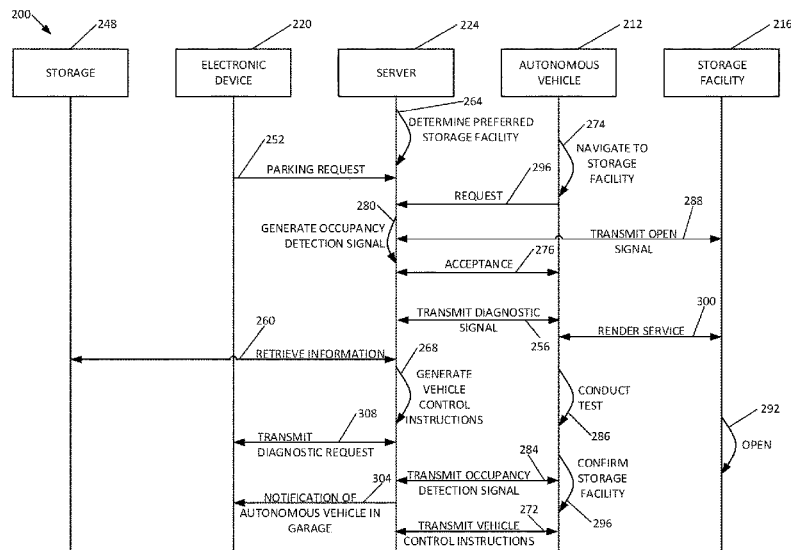 200
248
220
224
212
216
STORAGE
ELECTRONIC
DEVICE
SERVER
AUTONOMOUS
VEHICLE
STORAGE
FACILITY
264
DETERMINE PREFERRED
STORAGE FACILITY
274
NAVIGATE TO
STORAGE
FACILITY
252
PARKING REQUEST
296
REQUEST
280
GENERATE OCCUPANCY
DETECTION SIGNAL
288
TRANSMIT OPEN
SIGNAL
276
ACCEPTANCE
TRANSMIT DIAGNOSTIC
SIGNAL
256
300
RENDER SERVICE
260
RETRIEVE INFORMATION
268
GENERATE
VEHICLE
CONTROL
INSTRUCTIONS
CONDUCT
TEST
286
292
OPEN
308
TRANSMIT
DIAGNOSTIC REQUEST
284
TRANSMIT OCCUPANCY
DETECTION SIGNAL
CONFIRM
STORAGE
FACILITY
296
304
NOTIFICATION OF
AUTONOMOUS VEHICLE IN
GARAGE
272
TRANSMIT VEHICLE
CONTROL INSTRUCTIONS